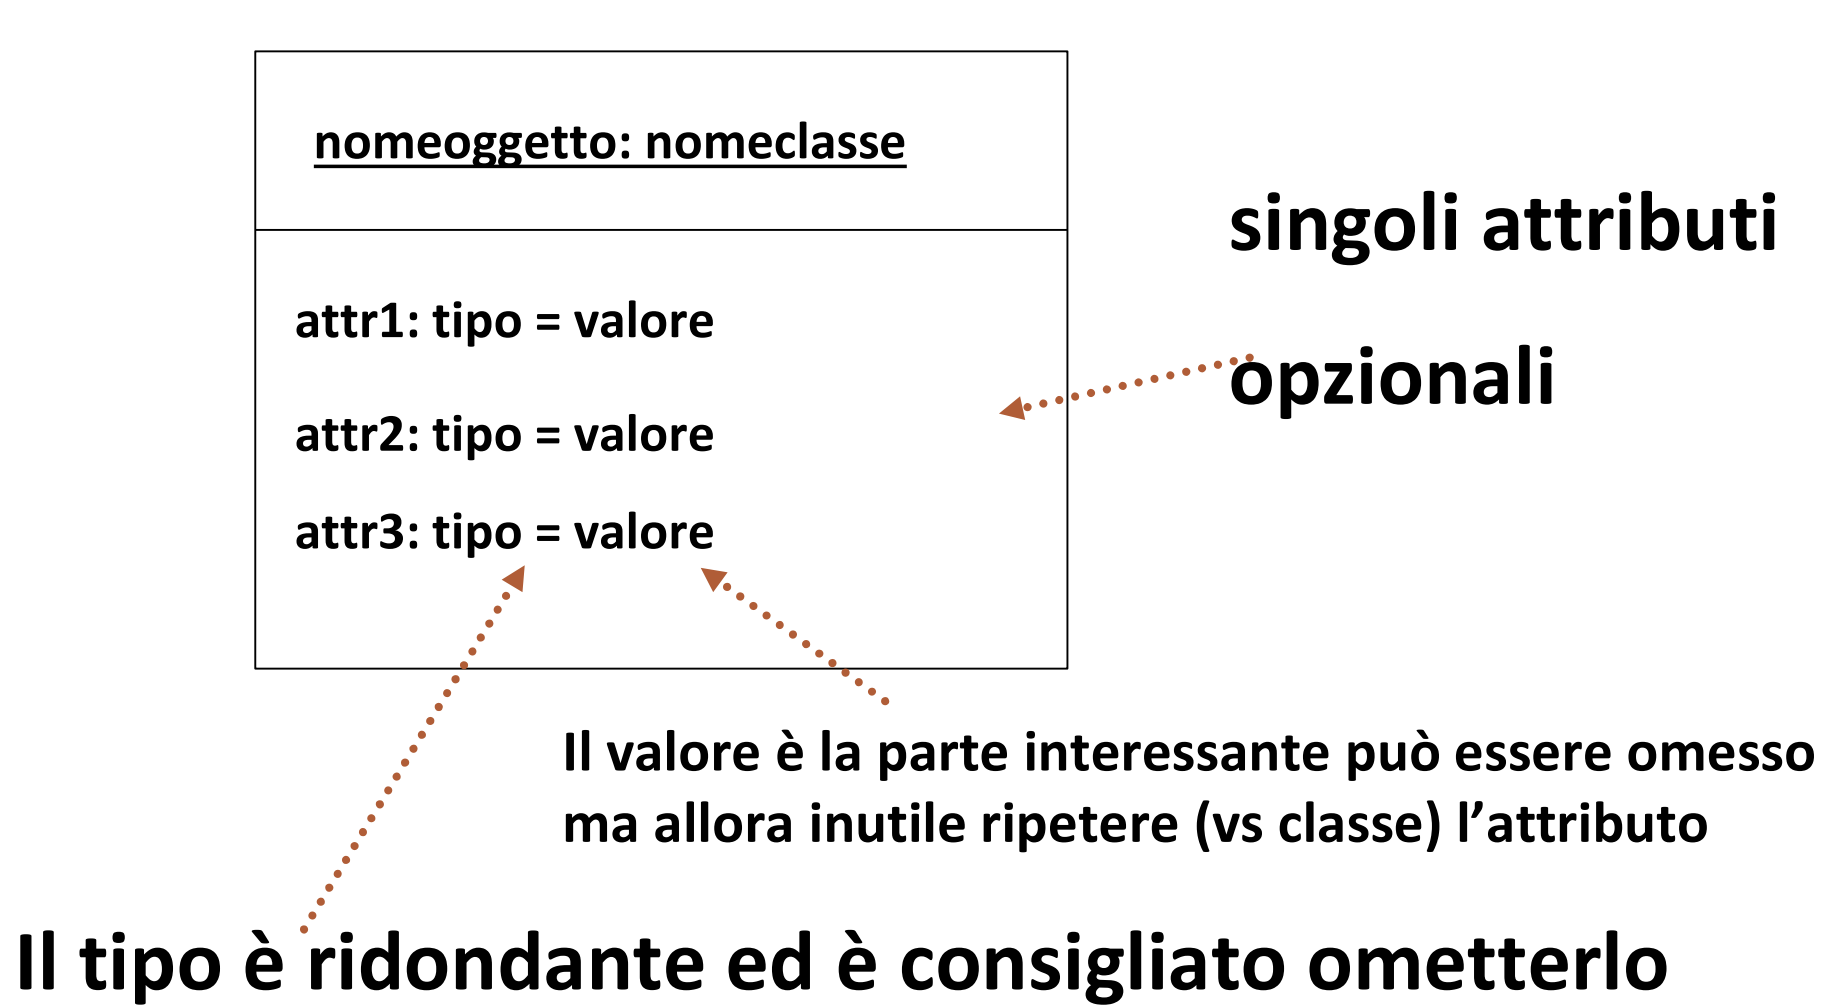 nomeoggetto: nomeclasse
singoli attributi
opzionali
attr1: tipo = valore
attr2: tipo = valore
attr3: tipo = valore
Il valore è la parte interessante può essere omesso
ma allora inutile ripetere (vs classe) l’attributo
Il tipo è ridondante ed è consigliato ometterlo